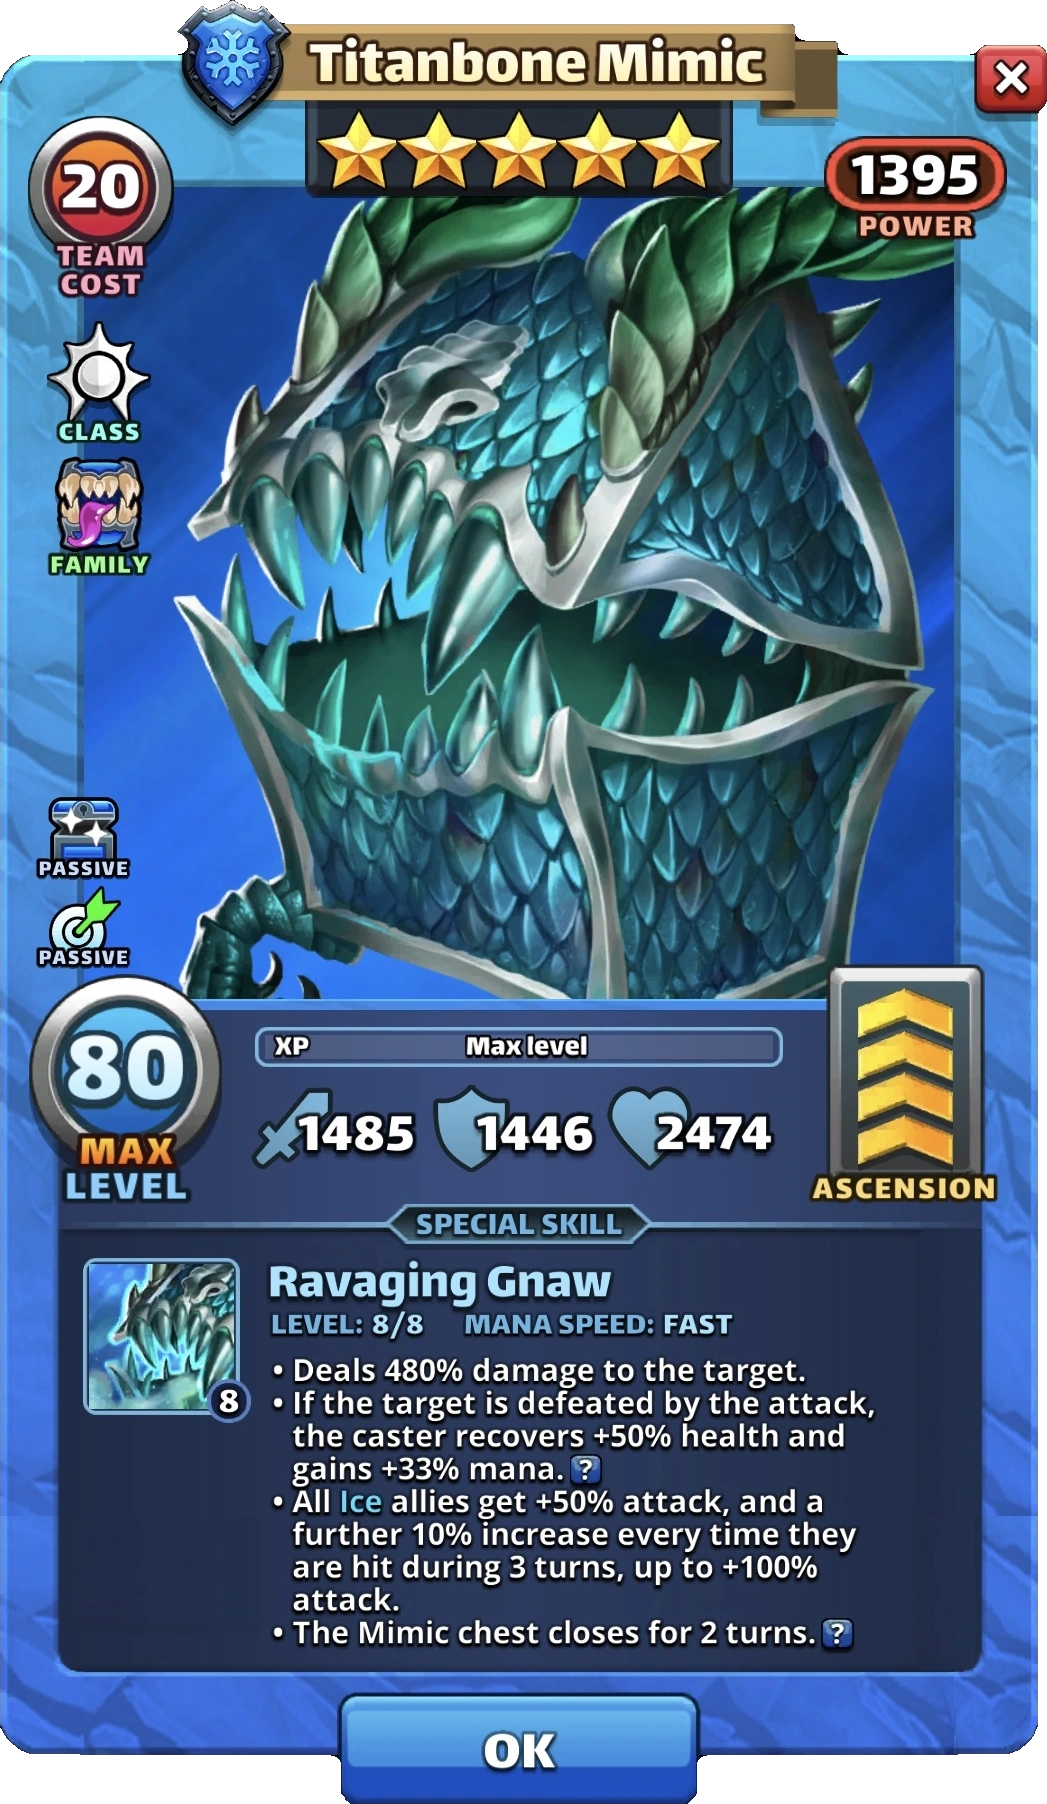 Titanbone Mimic
20
TEAM
COST
1395
POWER
CLASS
FAMILY
PASSIVE
PASSIVE
80
MAX
LEVEL
XP Max level
1485 1446 2474
ASCENSION
SPECIAL SKILL
8
Ravaging Gnaw
LEVEL: 8/8 MANA SPEED: FAST
• Deals 480% damage to the target.
• If the target is defeated by the attack,
the caster recovers +50% health and
gains +33% mana. ?
• All Ice allies get +50% attack, and a
further 10% increase every time they
are hit during 3 turns, up to +100%
attack.
• The Mimic chest closes for 2 turns. ?
OK